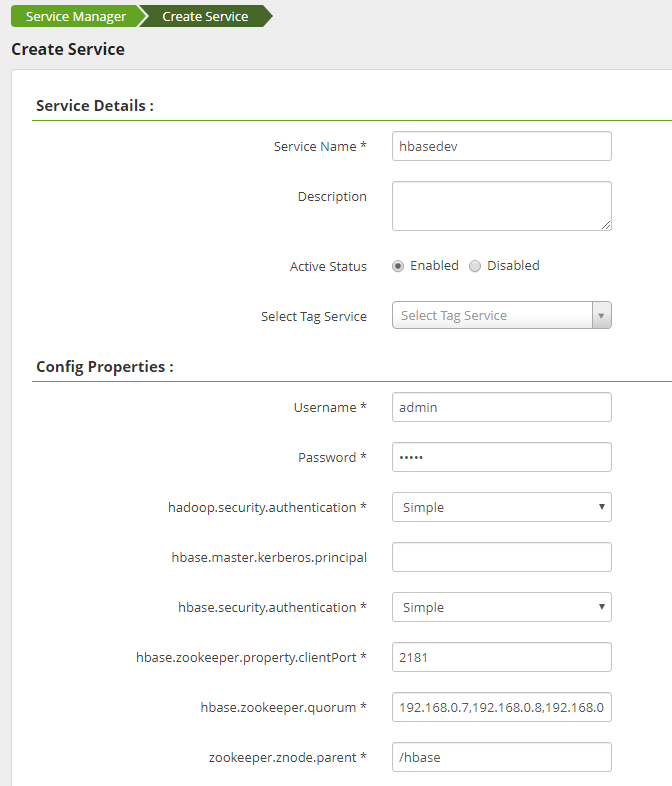 Service Manager Create Service
Create Service
Service Details :
Service Name * hbasedev
Description
Active Status Enabled Disabled
Select Tag Service Select Tag Service
Config Properties :
Username * admin
Password * •••••
hadoop.security.authentication * Simple
hbase.master.kerberos.principal
hbase.security.authentication * Simple
hbase.zookeeper.property.clientPort * 2181
hbase.zookeeper.quorum * 192.168.0.7,192.168.0.8,192.168.0
zookeeper.znode.parent * /hbase